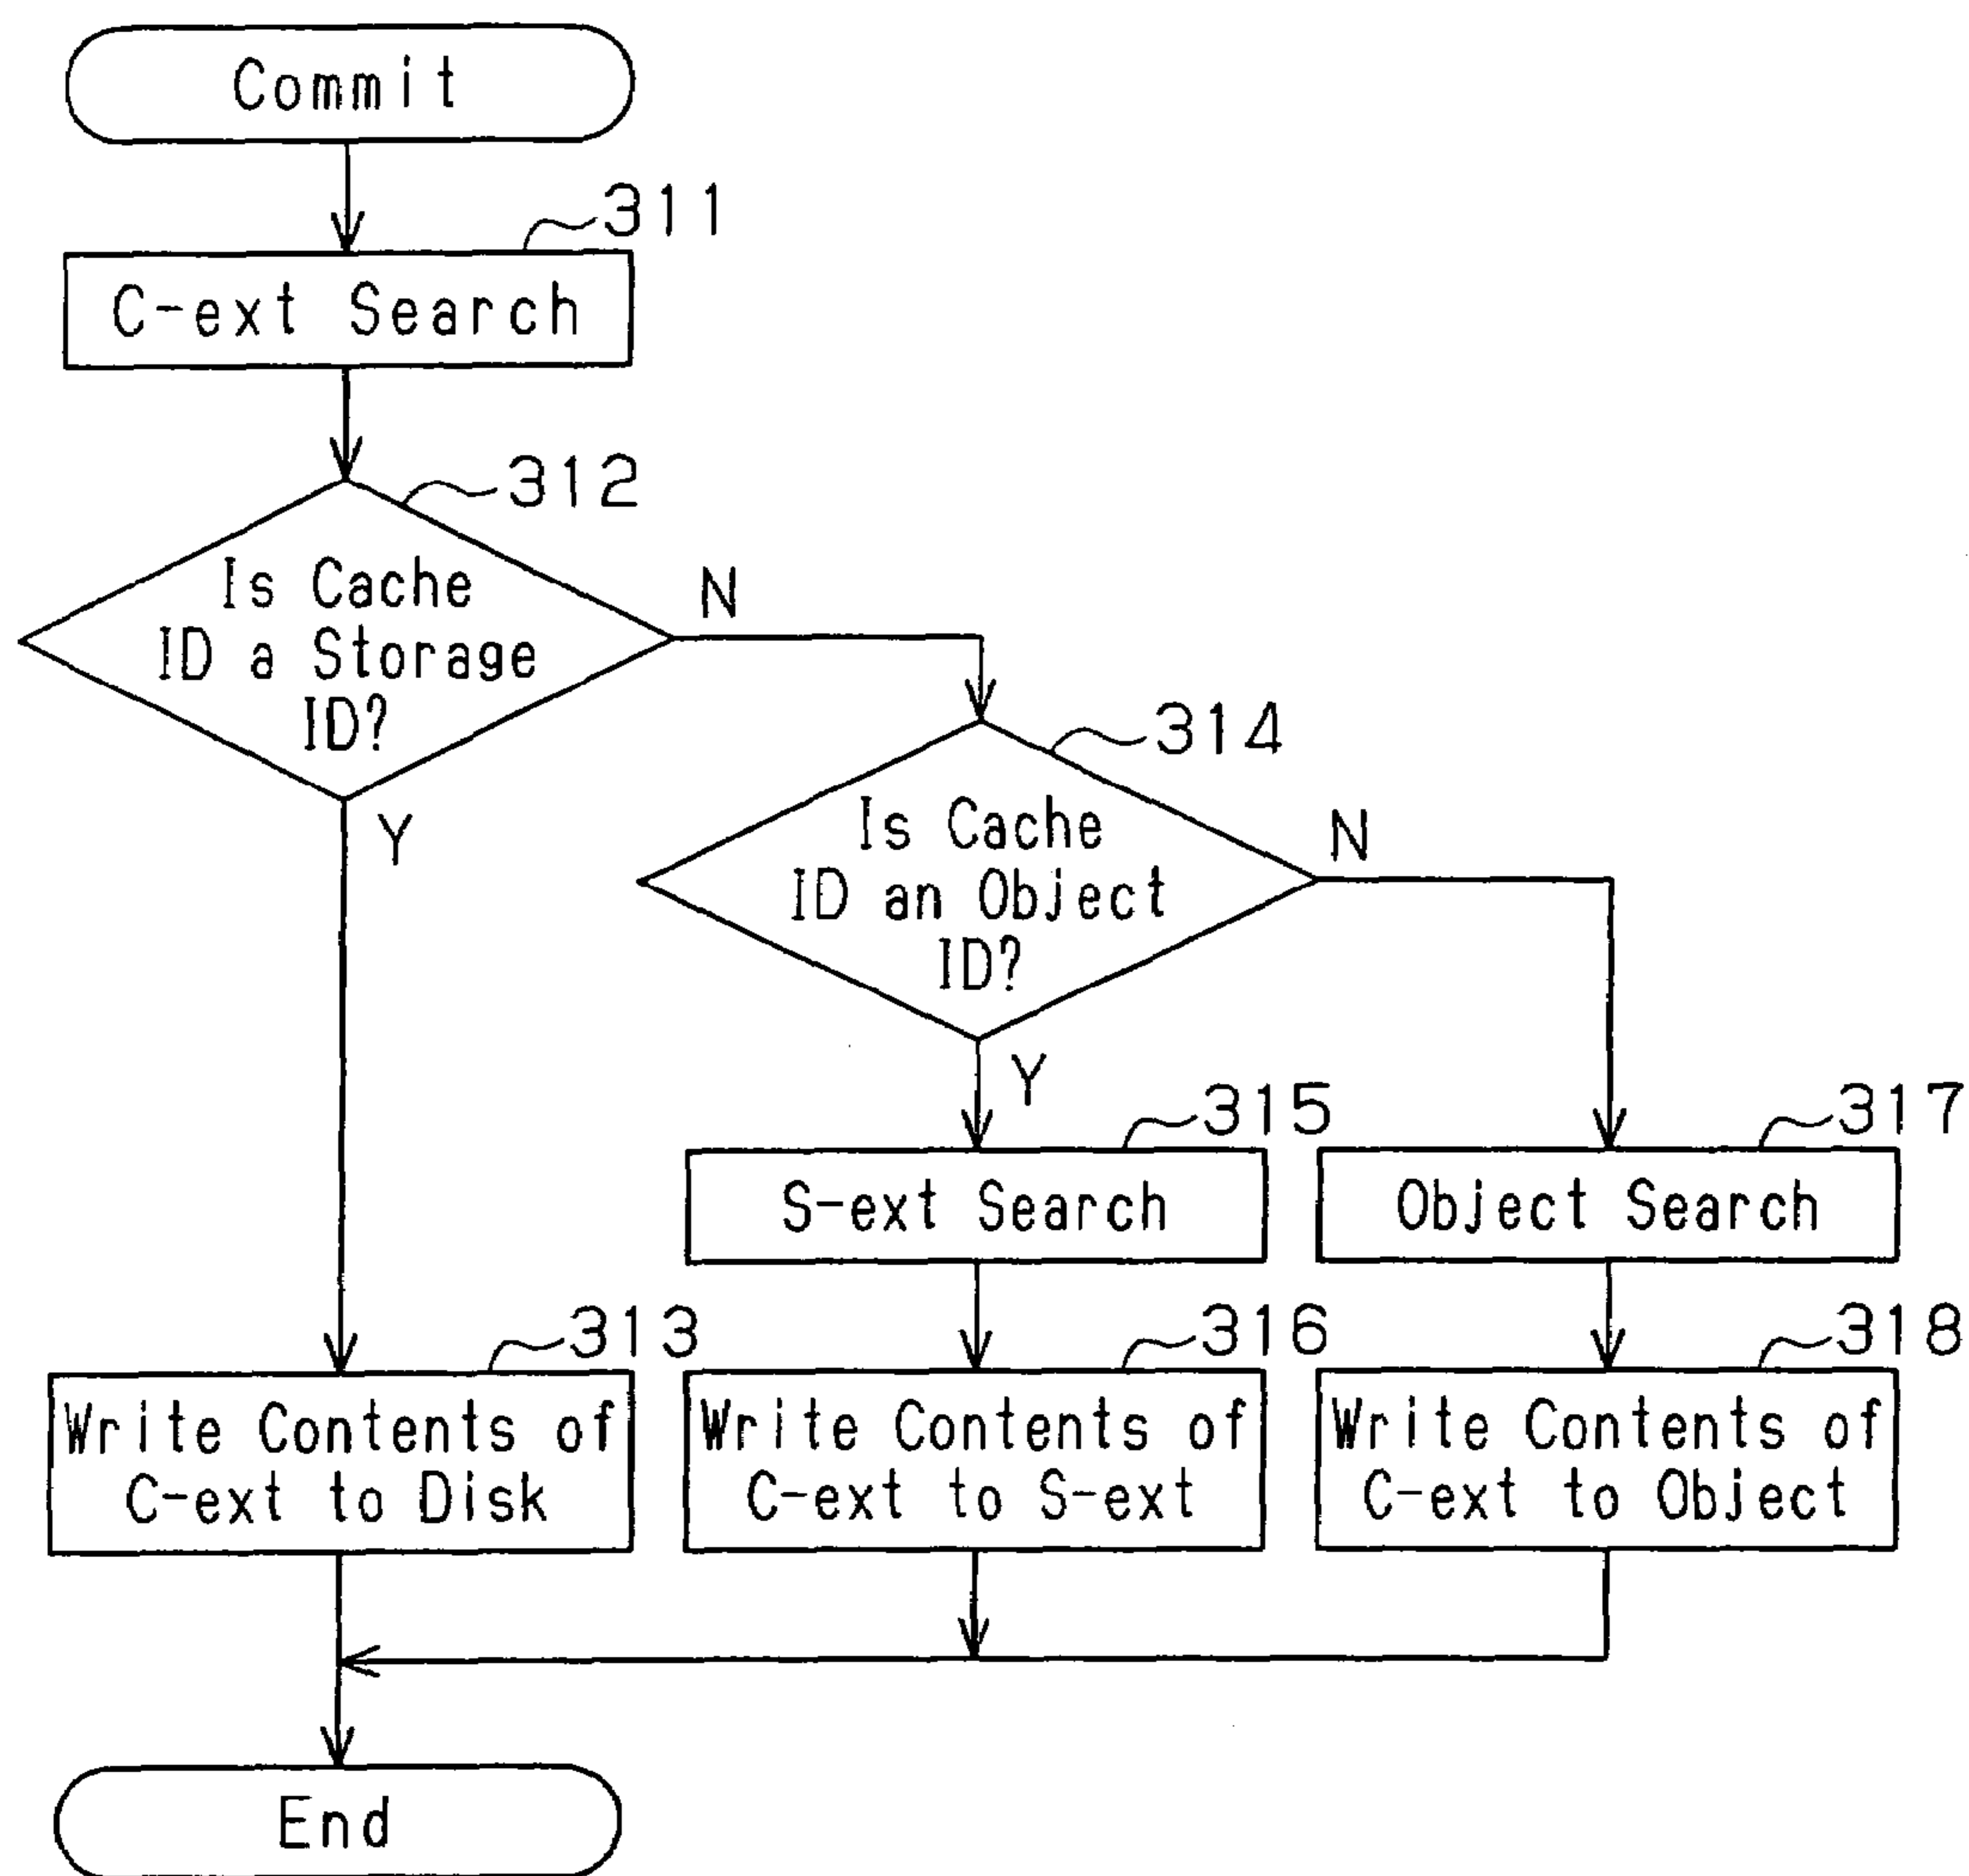 Commit
311
C-ext Search
312
Is Cache
ID a Storage
ID?
N
Y
314
Is Cache
ID an Object
ID?
N
Y
315
S-ext Search
317
Object Search
313
Write Contents of
C-ext to Disk
316
Write Contents of
C-ext to S-ext
318
Write Contents of
C-ext to Object
End